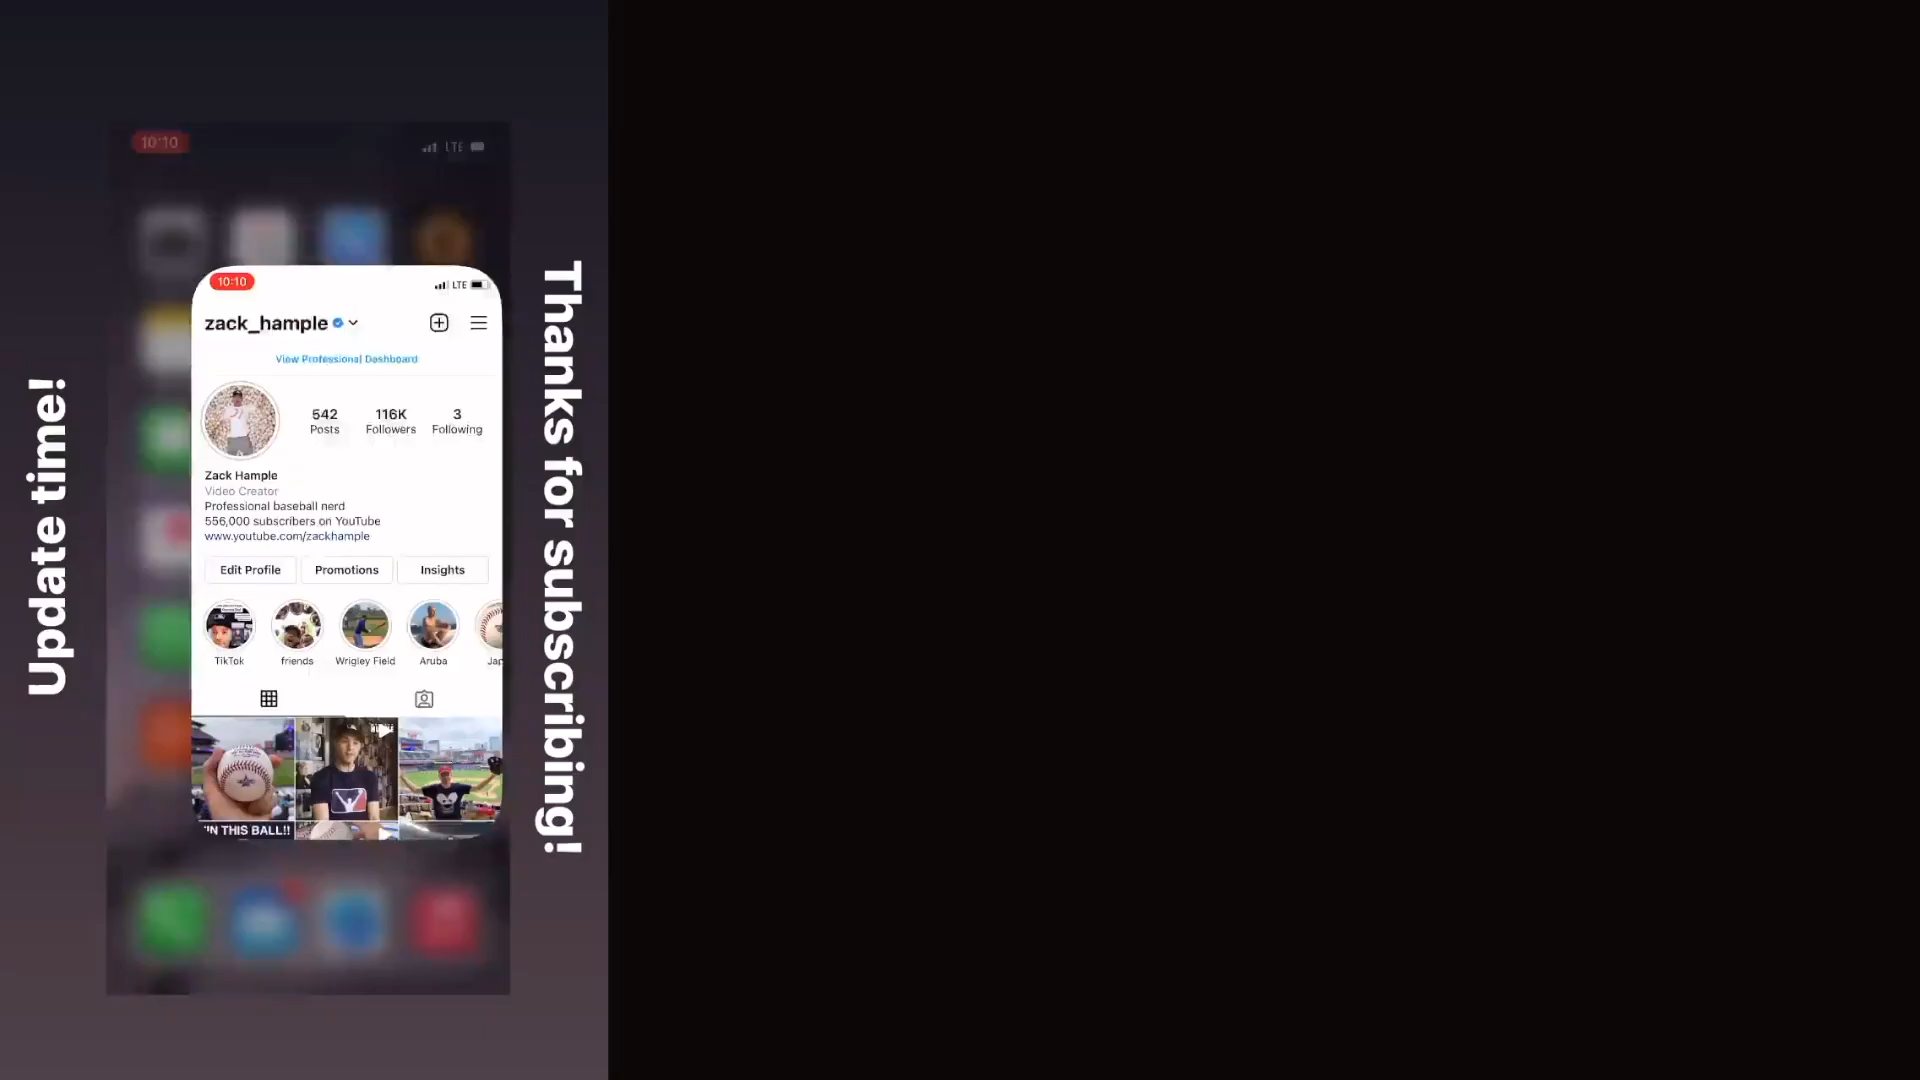 Update time!
10:10
LTE
10:10
LTE
zack_hample
View Professional Dashboard
542 116K 3
Posts Followers Following
Zack Hample
Video Creator
Professional baseball nerd
556,000 subscribers on YouTube
www.youtube.com/zackhample
Edit Profile Promotions Insights
TikTok friends Wrigley Field Aruba Jap
'N THIS BALL!!
Thanks for subscribing!